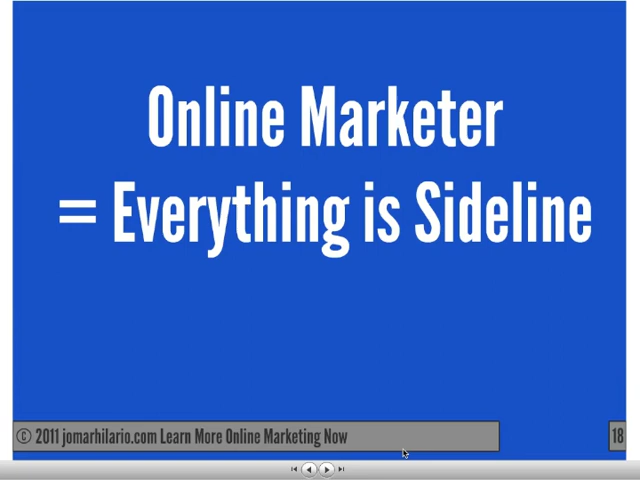 Online Marketer
= Everything is Sideline
© 2011 jomarhilario.com Learn More Online Marketing Now
18